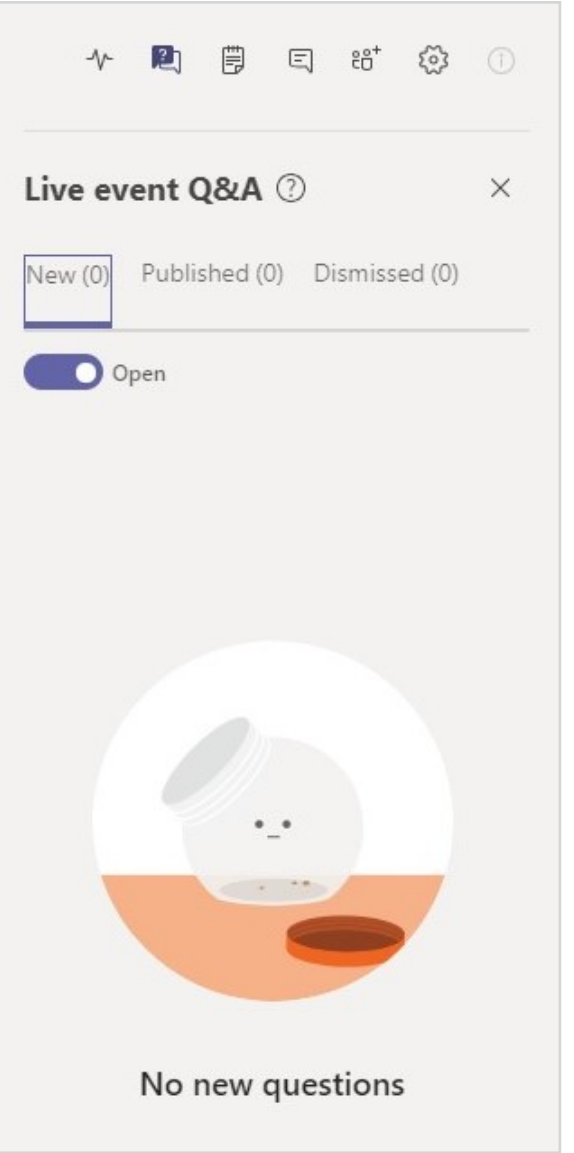 Live event Q&A
New (0) Published (0) Dismissed (0)
Open
No new questions